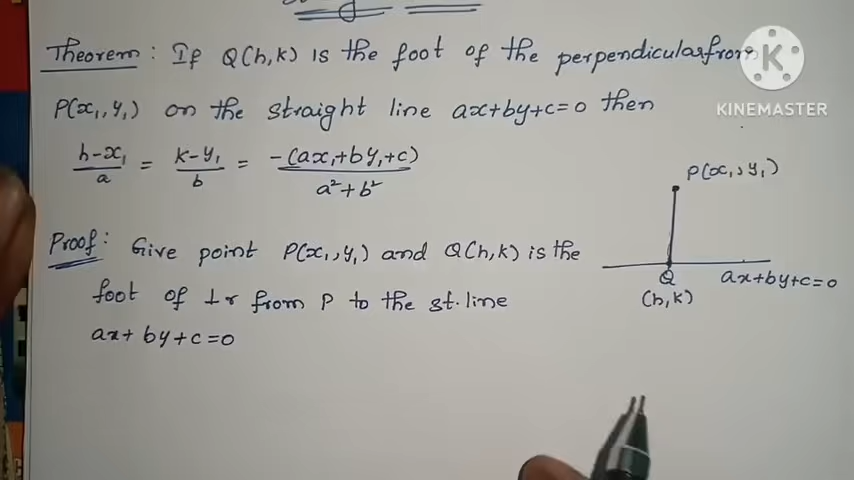 Theorem: If Q(h,k) is the foot of the perpendicular from
P(x₁,y₁) on the straight line ax+by+c=0 then
(h-x₁)/a = (k-y₁)/b = -(ax₁+by₁+c)/(a²+b²)
Proof: Give point P(x₁,y₁) and Q(h,k) is the
foot of ⊥r from P to the st.line
ax+by+c=0
P(x₁,y₁)
Q
(h,k)
ax+by+c=0
K
KINEMASTER